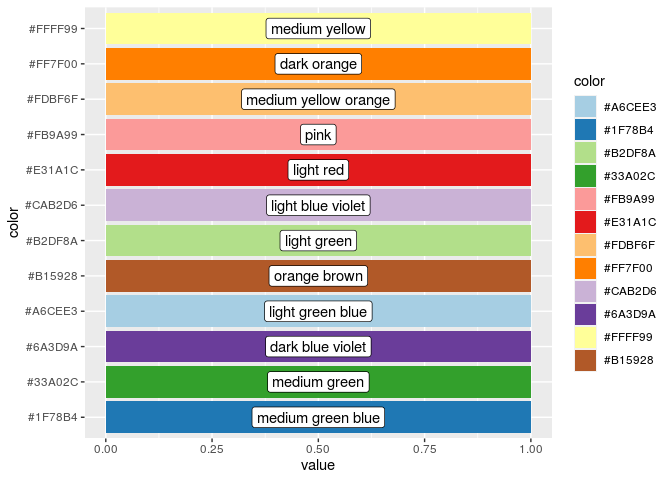 #FFFF99
medium yellow
#FF7F00
dark orange
#FDBF6F
medium yellow orange
#FB9A99
pink
#E31A1C
light red
#CAB2D6
light blue violet
#B2DF8A
light green
#B15928
orange brown
#A6CEE3
light green blue
#6A3D9A
dark blue violet
#33A02C
medium green
#1F78B4
medium green blue
color
0.00 0.25 0.50 0.75 1.00
value
color
#A6CEE3
#1F78B4
#B2DF8A
#33A02C
#FB9A99
#E31A1C
#FDBF6F
#FF7F00
#CAB2D6
#6A3D9A
#FFFF99
#B15928